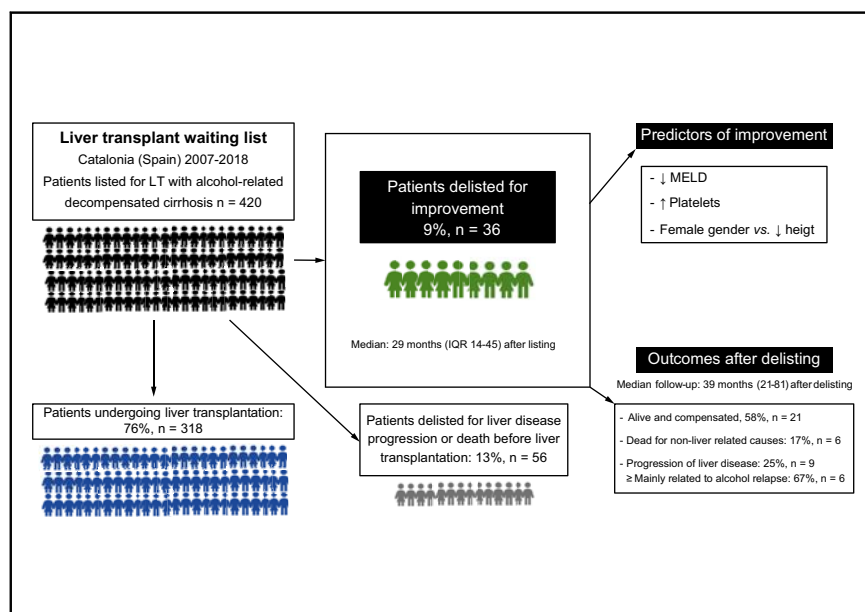 Liver transplant waiting list
Catalonia (Spain) 2007-2018
Patients listed for LT with alcohol-related
decompensated cirrhosis n = 420
Patients delisted for
improvement
9%, n = 36
Median: 29 months (IQR 14-45) after listing
Predictors of improvement
- ↓ MELD
- ↑ Platelets
- Female gender vs. ↓ heigt
Patients undergoing liver transplantation:
76%, n = 318
Patients delisted for liver disease
progression or death before liver
transplantation: 13%, n = 56
Outcomes after delisting
Median follow-up: 39 months (21-81) after delisting
- Alive and compensated, 58% n = 21
- Dead for non-liver related causes: 17%, n = 6
- Progression of liver disease: 25%, n = 9
≥ Mainly related to alcohol relapse: 67%, n = 6